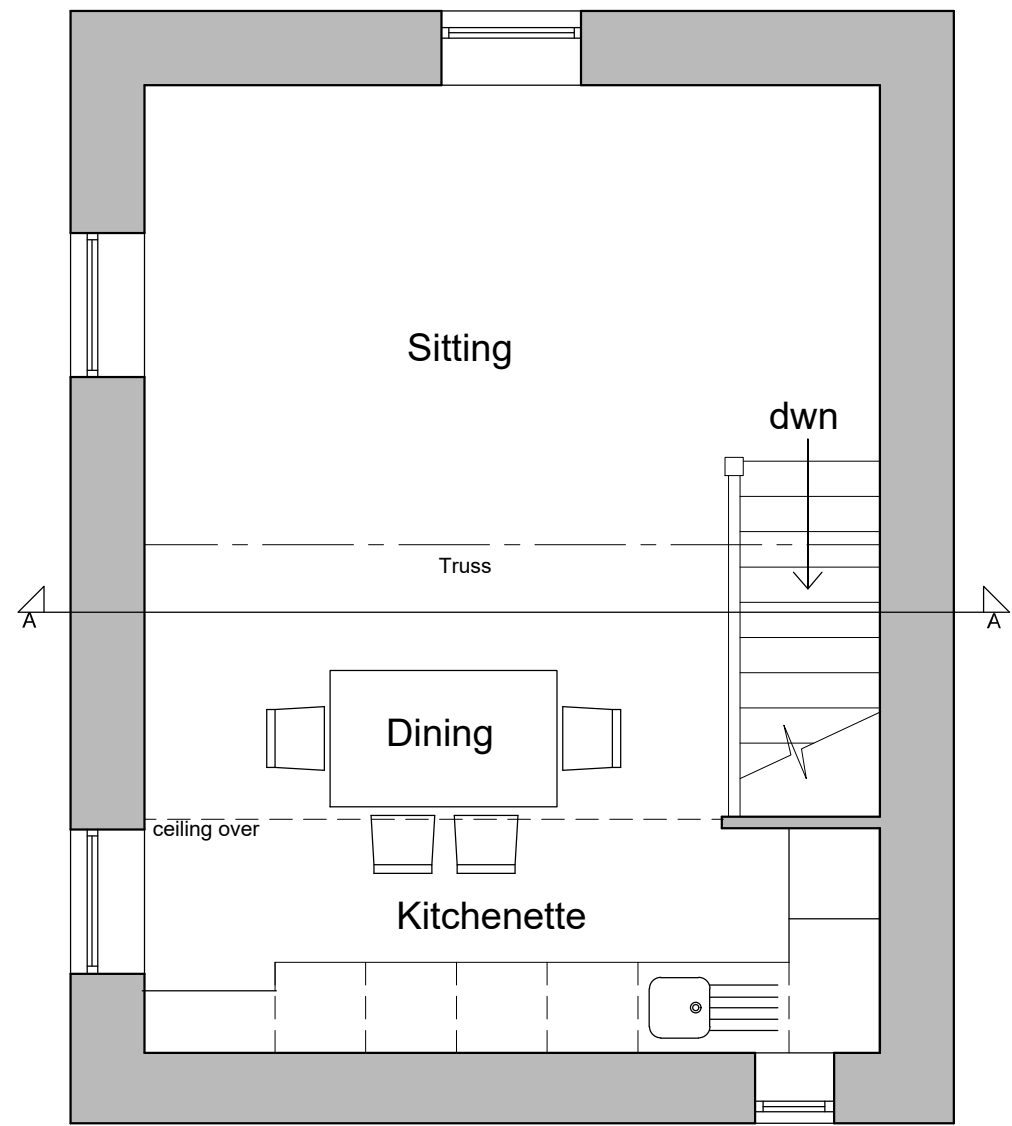 Sitting
dwn
Truss
A
A
Dining
ceiling over
Kitchenette